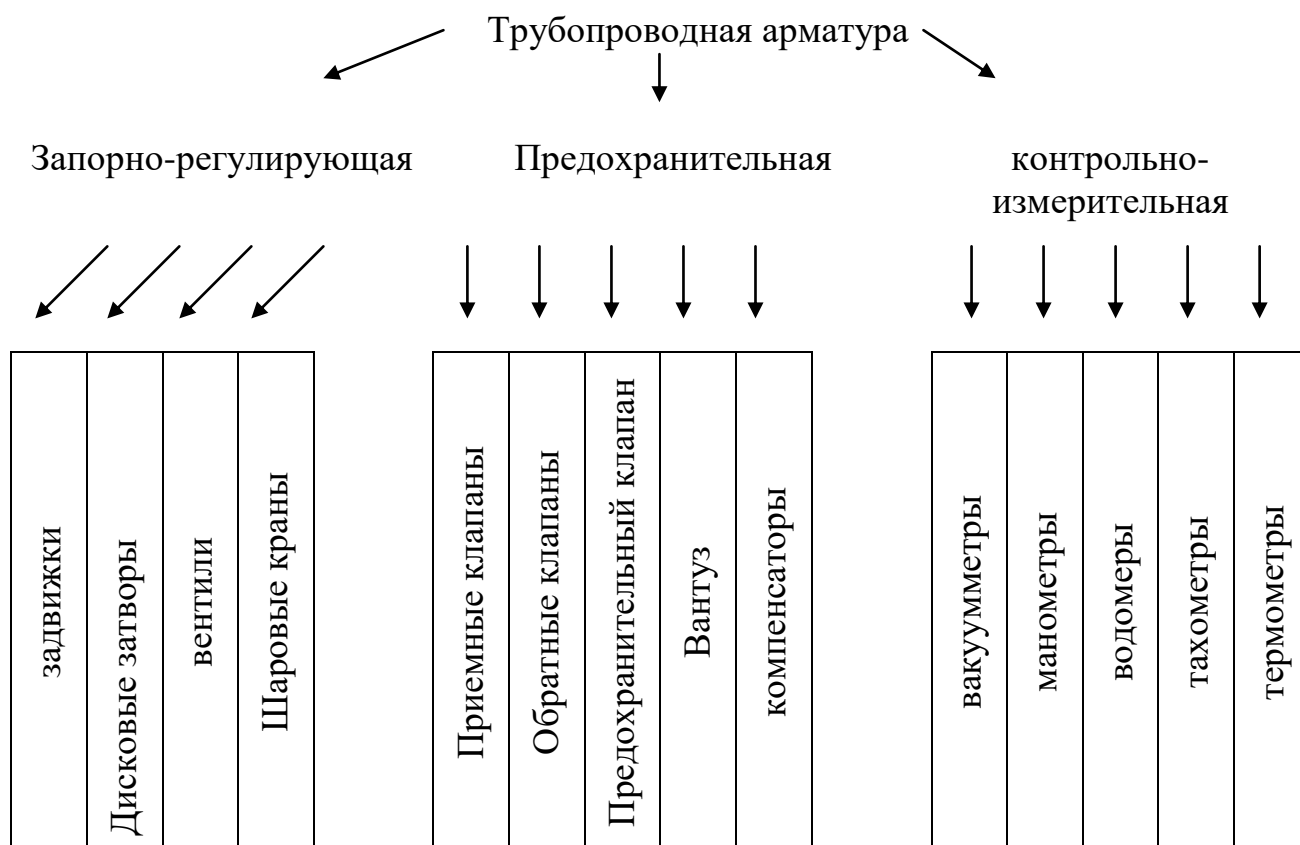 Трубопроводная арматура
Запорно-регулирующая
Предохранительная
контрольно-
измерительная
задвижки
Дисковые затворы
вентили
Шаровые краны
Приемные клапаны
Обратные клапаны
Предохранительный клапан
Вантуз
компенсаторы
вакуумметры
манометры
водомеры
тахометры
термометры